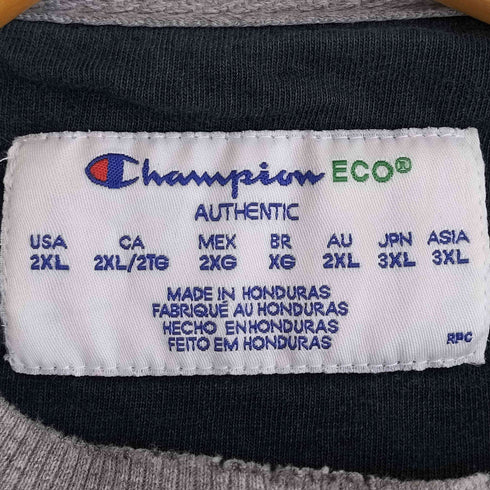 Champion ECO®
AUTHENTIC
USA CA MEX BR AU JPN ASIA
2XL 2XL/2TG 2XG XG 2XL 3XL 3XL
MADE IN HONDURAS
FABRIQUÉ AU HONDURAS
HECHO EN HONDURAS
FEITO EM HONDURAS
RPC